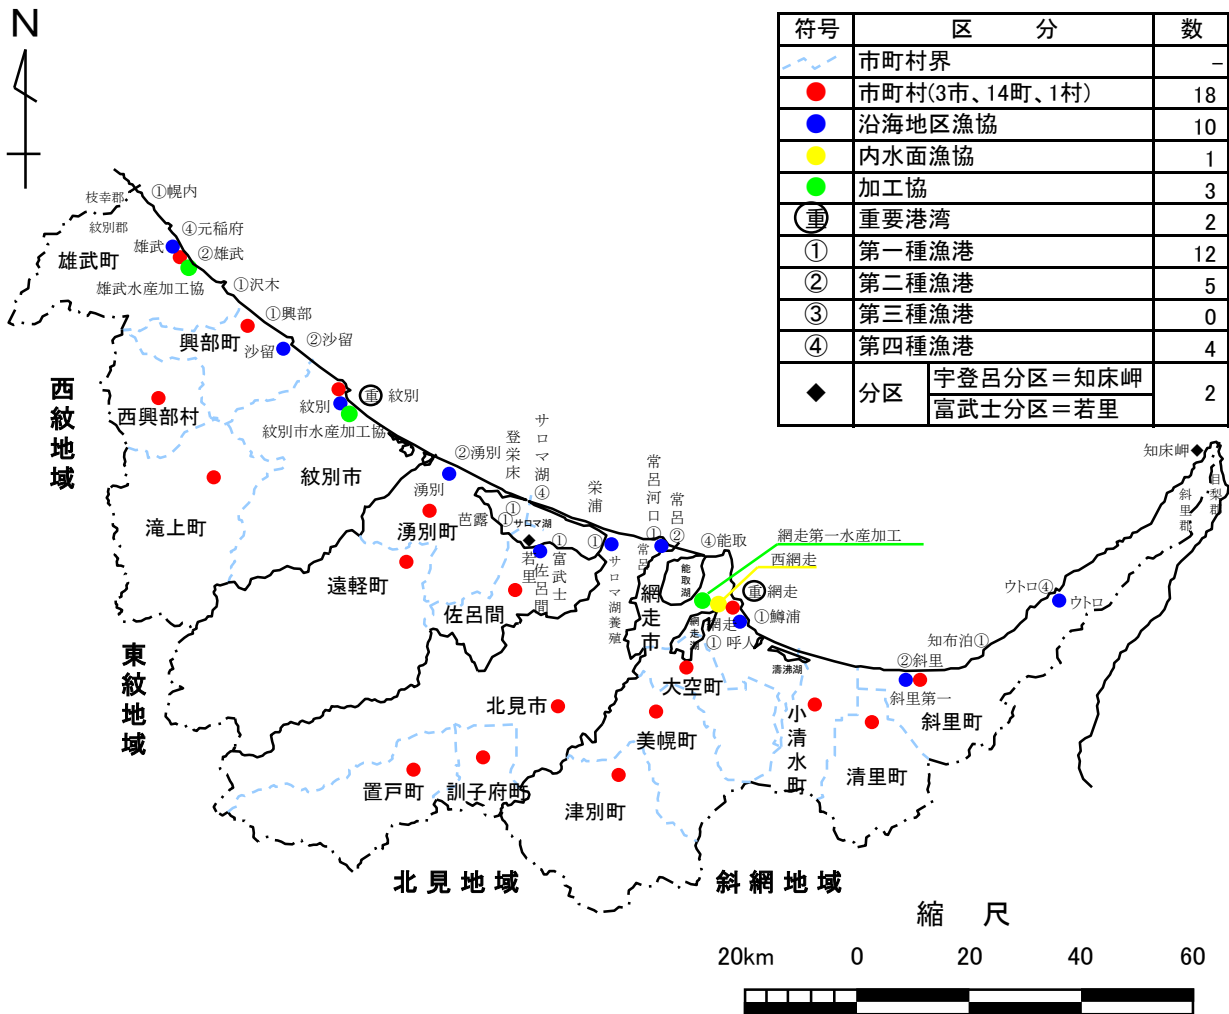 N
符号 区 分 数
市町村界 −
市町村(3市、14町、1村) 18
沿海地区漁協 10
内水面漁協 1
加工協 3
重 重要港湾 2
① 第一種漁港 12
② 第二種漁港 5
③ 第三種漁港 0
④ 第四種漁港 4
◆ 分区 宇登呂分区＝知床岬 2
富武士分区＝若里
枝幸郡
紋別郡
①幌内
④元稲府
雄武
②雄武
雄武町
雄武水産加工協
①沢木
①興部
興部町
沙留
②沙留
西紋地域
西興部村
重 紋別
紋別
紋別市水産加工協
紋別市
滝上町
②湧別
湧別
湧別町
芭露
①
登栄床
①
サロマ湖
④
サロマ湖
栄浦
①
若里
佐呂間
富武士
①
サロマ湖養殖
常呂河口
①
常呂
②
常呂
遠軽町
佐呂間
東紋地域
④能取
能取湖
網走第一水産加工
西網走
重 網走
網走
①鱒浦
①呼人
網走湖
網走市
大空町
濤沸湖
北見市
美幌町
小清水町
清里町
斜里町
②斜里
斜里第一
知布泊①
ウトロ④
ウトロ
知床岬
斜里郡
目梨郡
置戸町
訓子府町
津別町
北見地域
斜網地域
縮 尺
20km 0 20 40 60